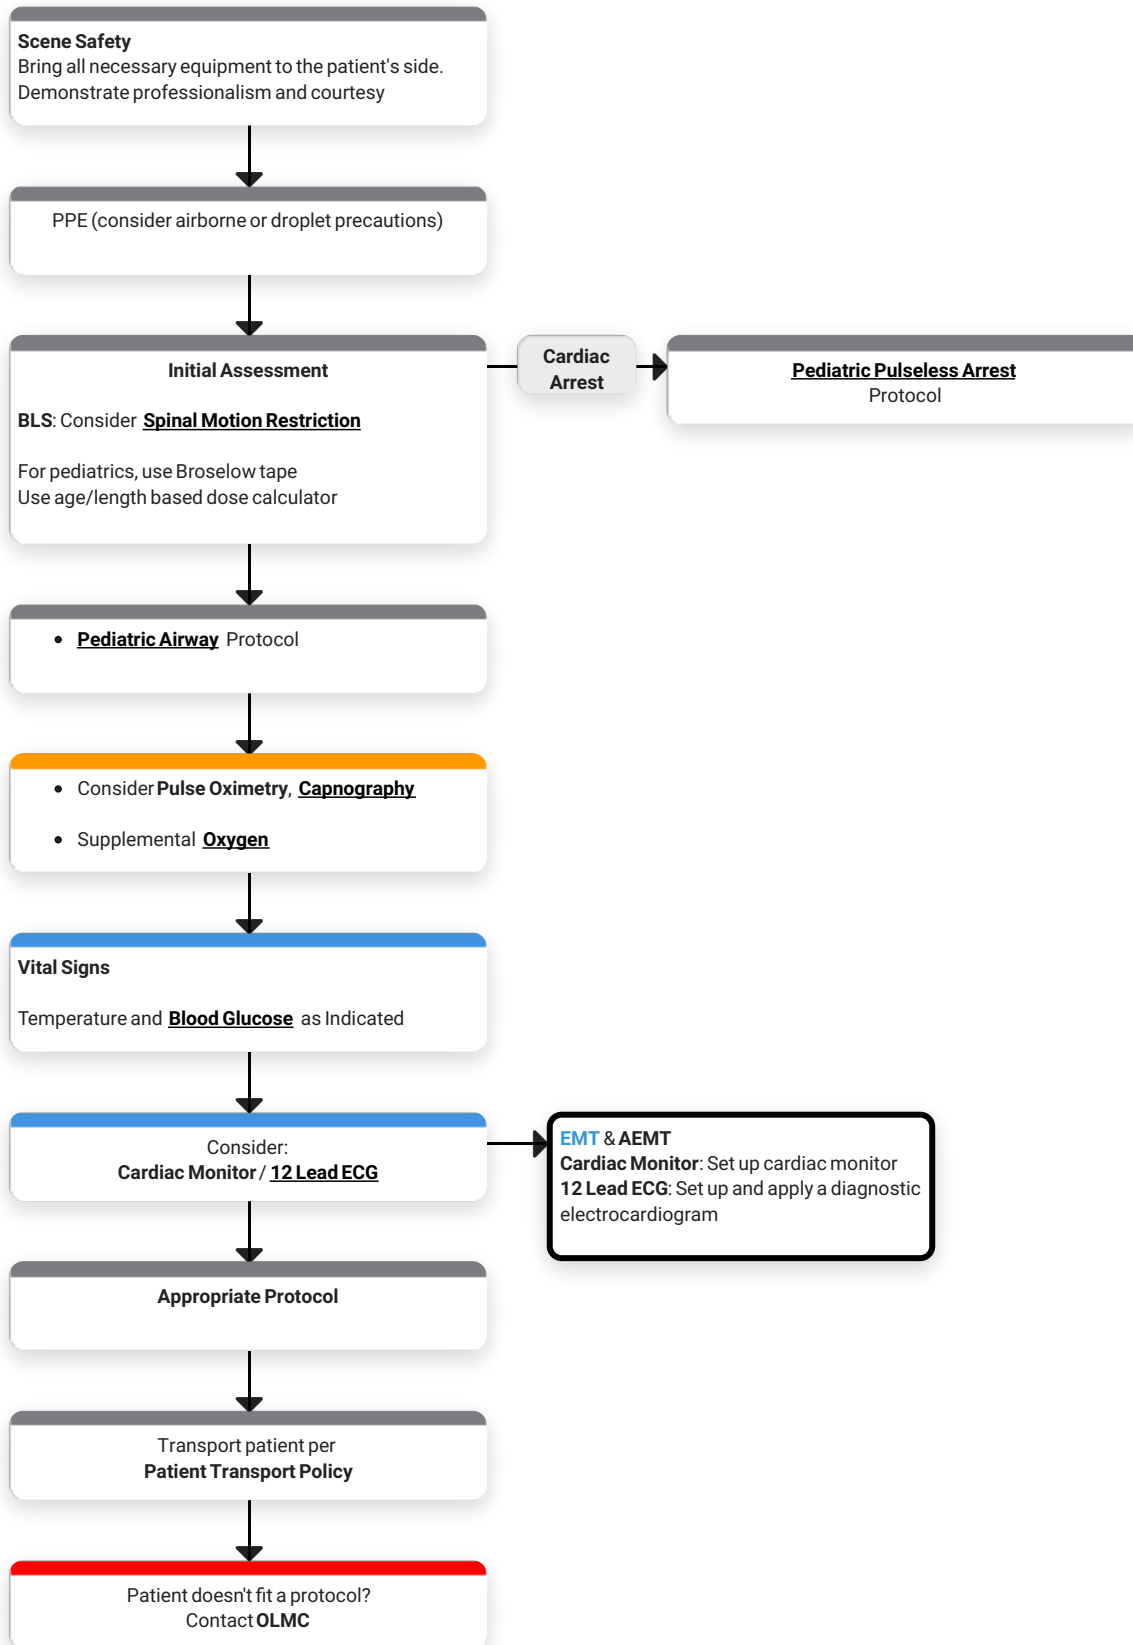 Scene Safety
Bring all necessary equipment to the patient's side.
Demonstrate professionalism and courtesy
PPE (consider airborne or droplet precautions)
Initial Assessment
BLS: Consider Spinal Motion Restriction
For pediatrics, use Broselow tape
Use age/length based dose calculator
Cardiac
Arrest
Pediatric Pulseless Arrest
Protocol
• Pediatric Airway Protocol
• Consider Pulse Oximetry, Capnography
• Supplemental Oxygen
Vital Signs
Temperature and Blood Glucose as Indicated
Consider:
Cardiac Monitor / 12 Lead ECG
EMT & AEMT
Cardiac Monitor: Set up cardiac monitor
12 Lead ECG: Set up and apply a diagnostic
electrocardiogram
Appropriate Protocol
Transport patient per
Patient Transport Policy
Patient doesn't fit a protocol?
Contact OLMC